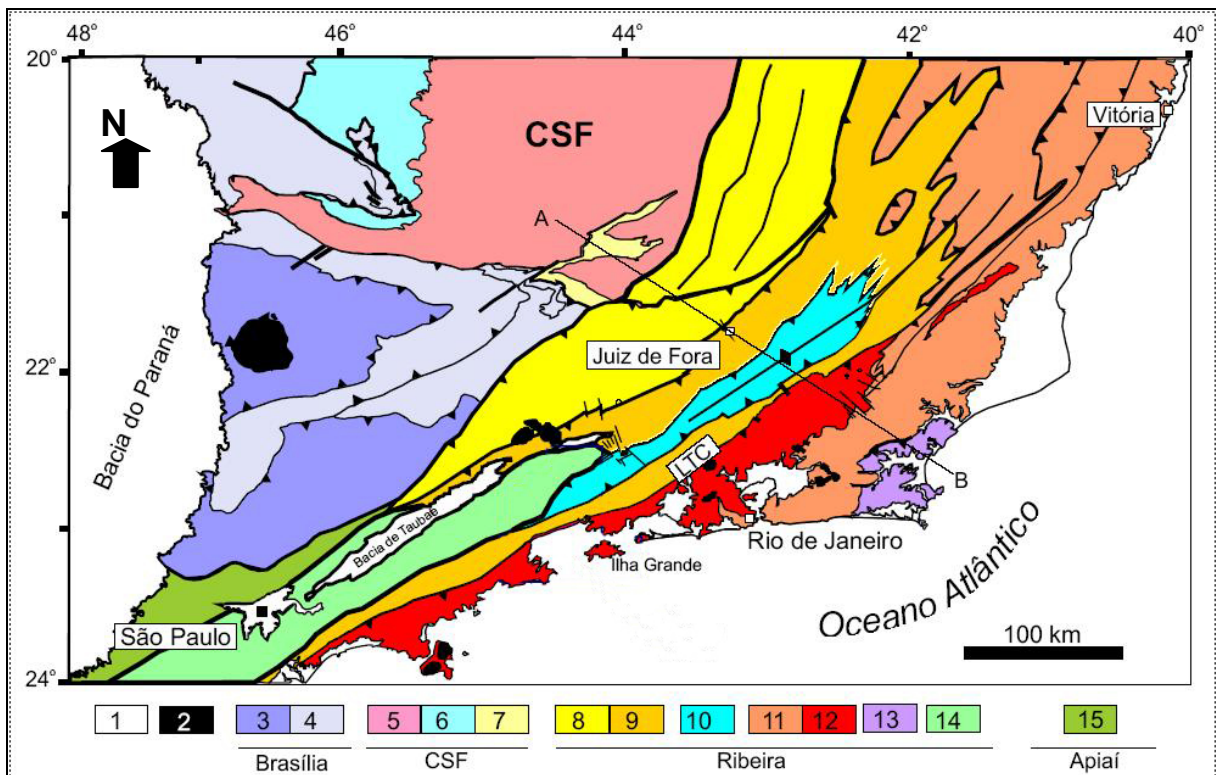 48° 46° 44° 42° 40°
20°
N
CSF
Vitória
A
Juiz de Fora
22°
Bacia do Paraná
LTC
B
Bacia de Taubaé
Rio de Janeiro
Ilha Grande
Oceano Atlântico
São Paulo
100 km
24°
1 2 3 4 5 6 7 8 9 10 11 12 13 14 15
Brasília CSF Ribeira Apiaí